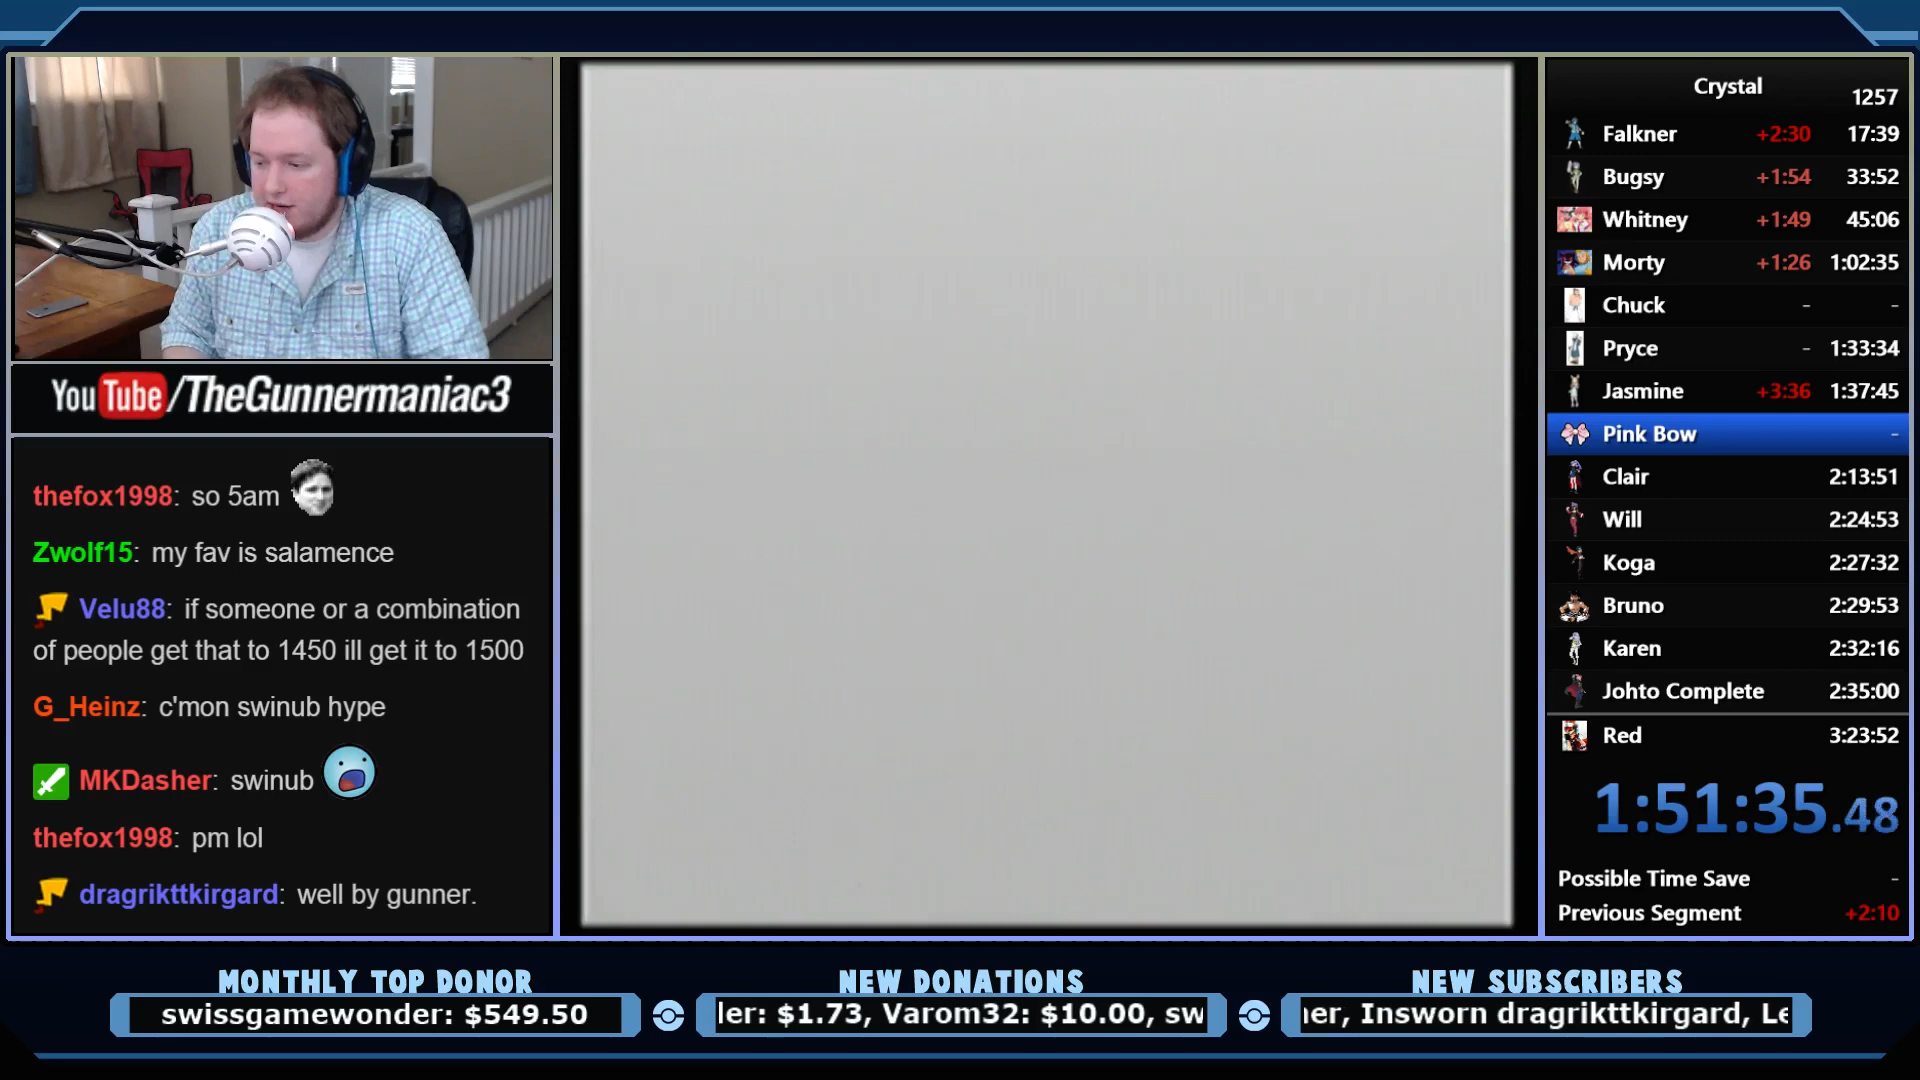 YouTube/TheGunnermaniac3
thefox1998: so 5am
Zwolf15: my fav is salamence
Velu88: if someone or a combination
of people get that to 1450 ill get it to 1500
G_Heinz: c'mon swinub hype
MKDasher: swinub
thefox1998: pm lol
dragrikttkirgard: well by gunner.
Crystal
1257
Falkner +2:30 17:39
Bugsy +1:54 33:52
Whitney +1:49 45:06
Morty +1:26 1:02:35
Chuck - -
Pryce - 1:33:34
Jasmine +3:36 1:37:45
Pink Bow -
Clair 2:13:51
Will 2:24:53
Koga 2:27:32
Bruno 2:29:53
Karen 2:32:16
Johto Complete 2:35:00
Red 3:23:52
1:51:35.48
Possible Time Save -
Previous Segment +2:10
MONTHLY TOP DONOR
swissgamewonder: $549.50
NEW DONATIONS
ler: $1.73, Varom32: $10.00, sw
NEW SUBSCRIBERS
er, Insworn dragrikttkirgard, Le